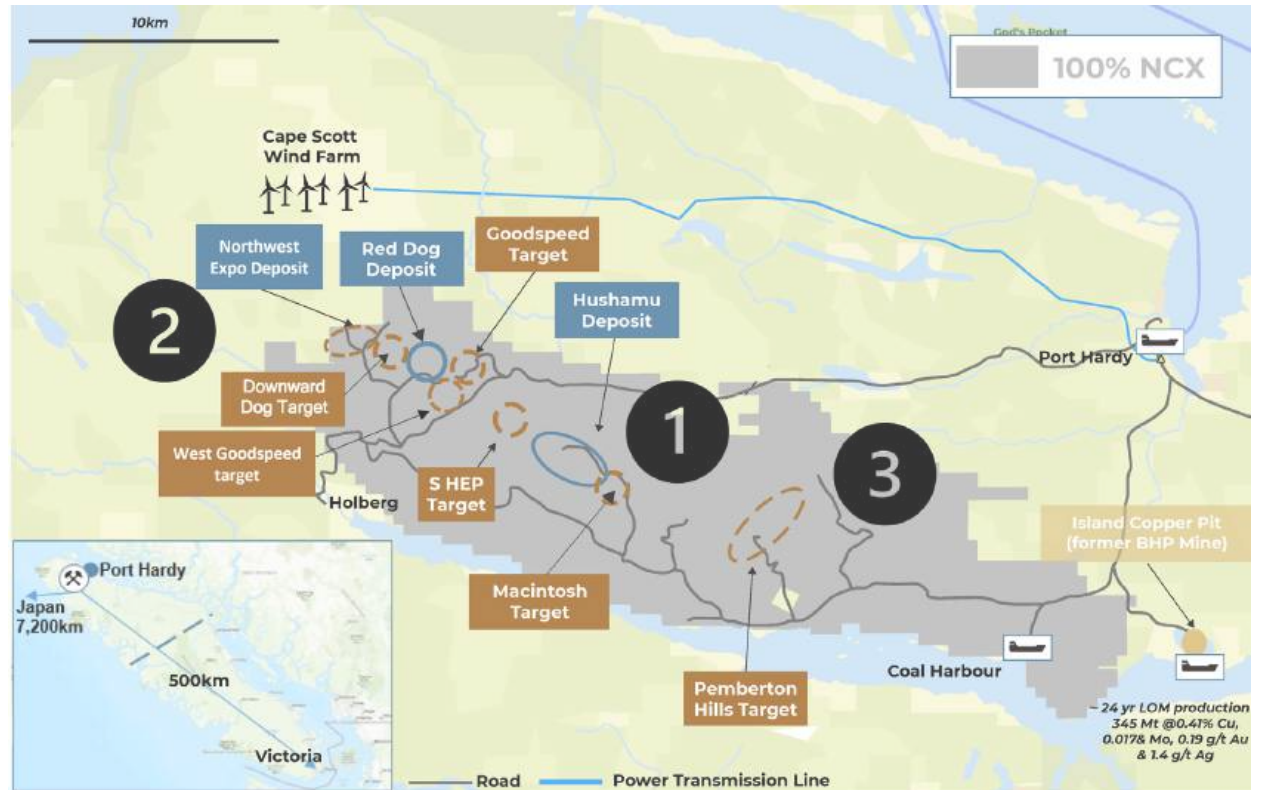 10km
God's Pocket
100% NCX
Cape Scott
Wind Farm
Northwest
Expo Deposit
Red Dog
Deposit
Goodspeed
Target
Hushamu
Deposit
2
Port Hardy
Downward
Dog Target
1
West Goodspeed
target
S HEP
Target
3
Holberg
Island Copper Pit
(former BHP Mine)
Macintosh
Target
Port Hardy
Japan
7,200km
500km
Victoria
Coal Harbour
Pemberton
Hills Target
~ 24 yr LOM production
345 Mt @0.41% Cu,
0.017& Mo, 0.19 g/t Au
& 1.4 g/t Ag
Road
Power Transmission Line